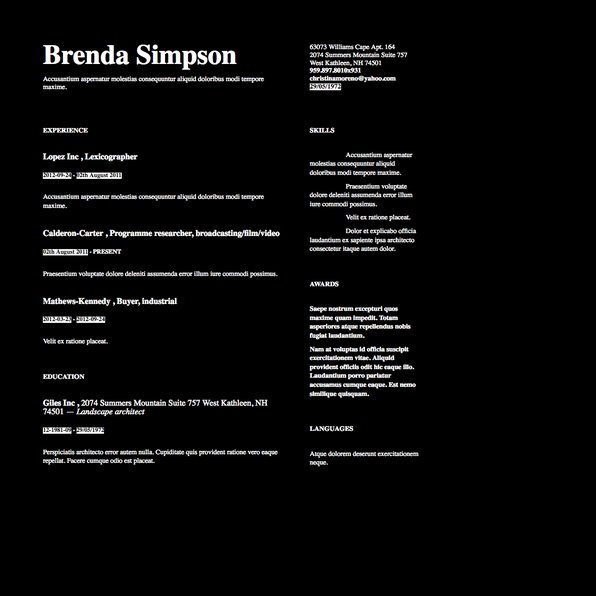 Brenda Simpson
Accusantium aspernatur molestias consequuntur aliquid doloribus modi tempore
maxime.
63073 Williams Cape Apt. 164
2074 Summers Mountain Suite 757
West Kathleen, NH 74501
959.897.8010x931
christinamoreno@yahoo.com
29/05/1972
EXPERIENCE
Lopez Inc , Lexicographer
2012-09-24 - 02th August 2011
Accusantium aspernatur molestias consequuntur aliquid doloribus modi tempore
maxime.
Calderon-Carter , Programme researcher, broadcasting/film/video
02th August 2011 - PRESENT
Praesentium voluptate dolore deleniti assumenda error illum iure commodi possimus.
Mathews-Kennedy , Buyer, industrial
2012-03-23 - 2012-09-24
Velit ex ratione placeat.
EDUCATION
Giles Inc , 2074 Summers Mountain Suite 757 West Kathleen, NH
74501 — Landscape architect
12-1981-09 - 29/05/1972
Perspiciatis architecto error autem nulla. Cupiditate quis provident ratione vero eaque
repellat. Facere cumque odio est placeat.
SKILLS
Accusantium aspernatur
molestias consequuntur aliquid
doloribus modi tempore maxime.
Praesentium voluptate
dolore deleniti assumenda error illum
iure commodi possimus.
Velit ex ratione placeat.
Dolor et explicabo officia
laudantium ex sapiente ipsa architecto
consectetur itaque autem dolor.
AWARDS
Saepe nostrum excepturi quos
maxime quam impedit. Totam
asperiores atque repellendus nobis
fugiat laudantium.
Nam at voluptas id officia suscipit
exercitationem vitae. Aliquid
provident officiis odit hic eaque illo.
Laudantium porro pariatur
accusamus cumque eaque. Est nemo
similique quisquam.
LANGUAGES
Atque dolorem deserunt exercitationem
neque.